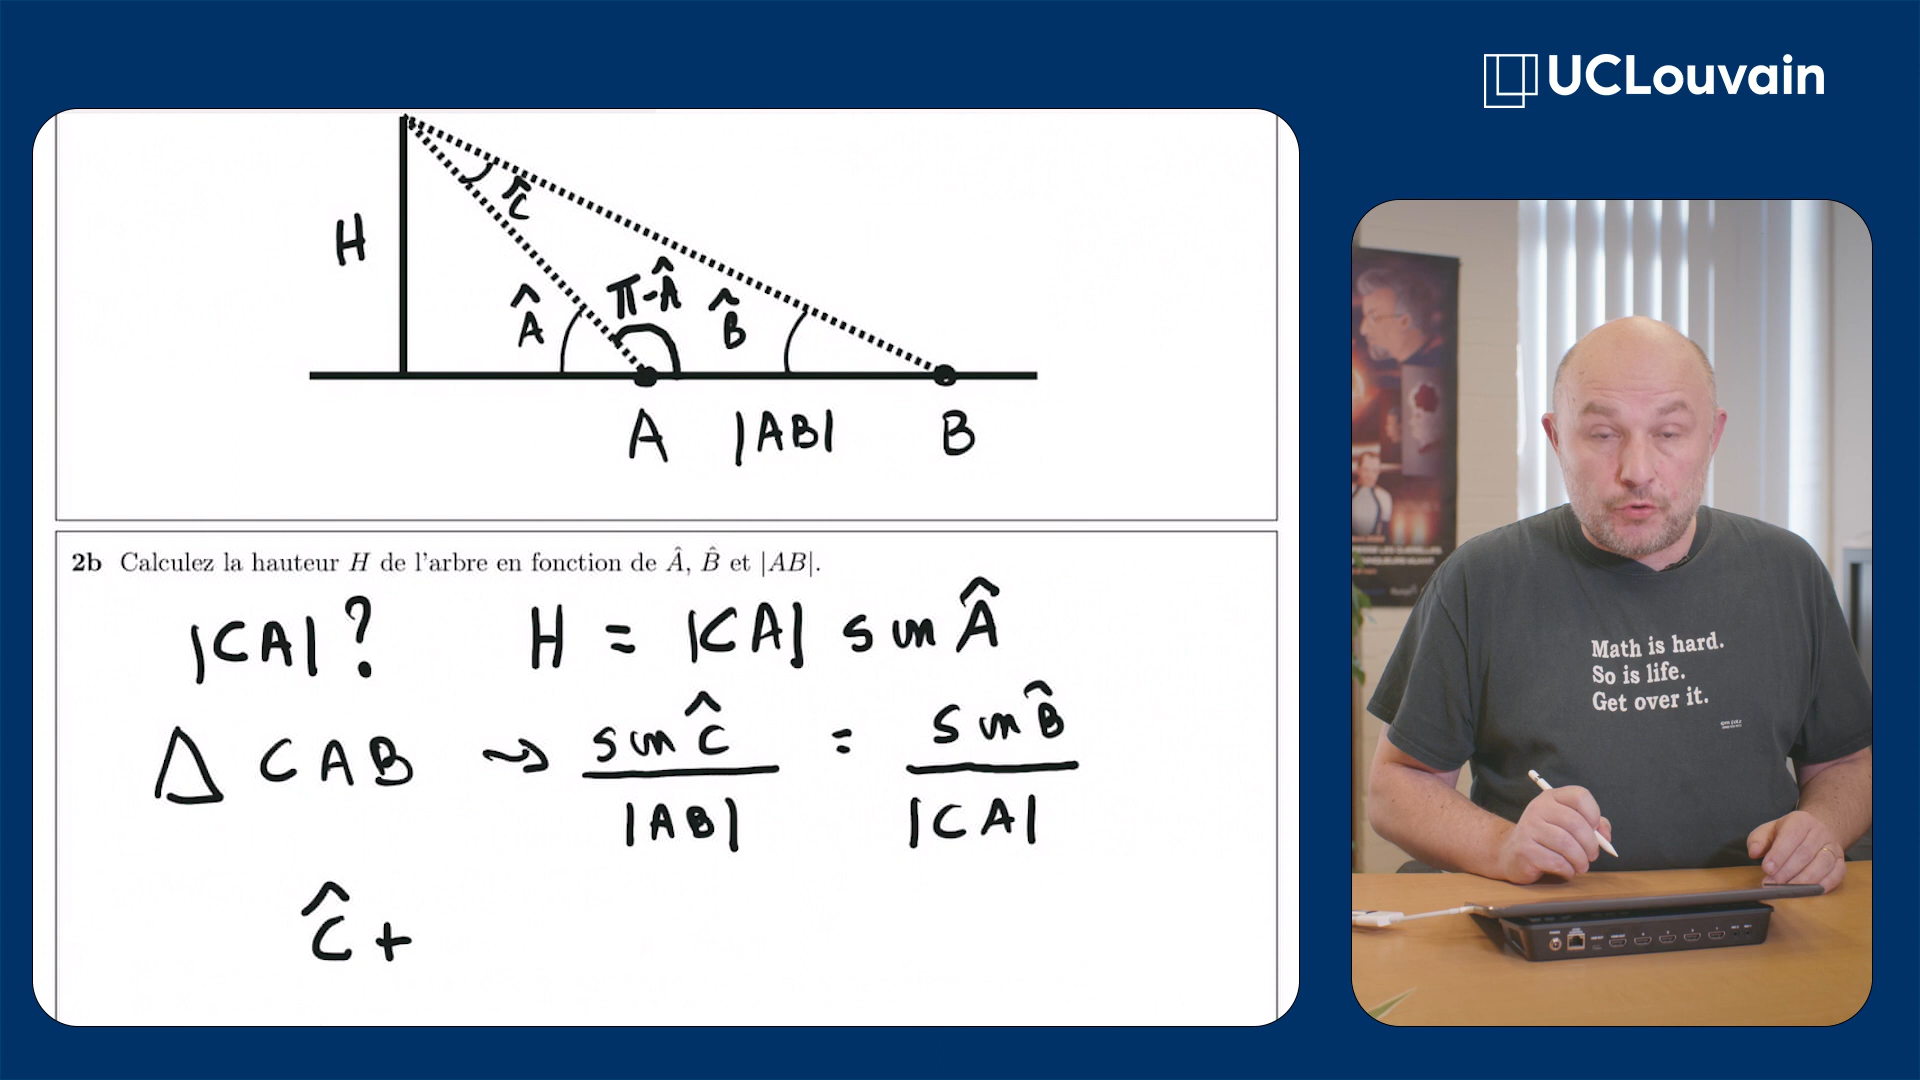 UCLouvain
H
Ĉ
Â
π-Â
B̂
A |AB| B
2b Calculez la hauteur H de l'arbre en fonction de Â, B̂ et |AB|.
|CA| ? H = |CA| sin Â
Δ CAB ⤳ sin Ĉ / |AB| = sin B̂ / |CA|
Ĉ +
Math is hard.
So is life.
Get over it.